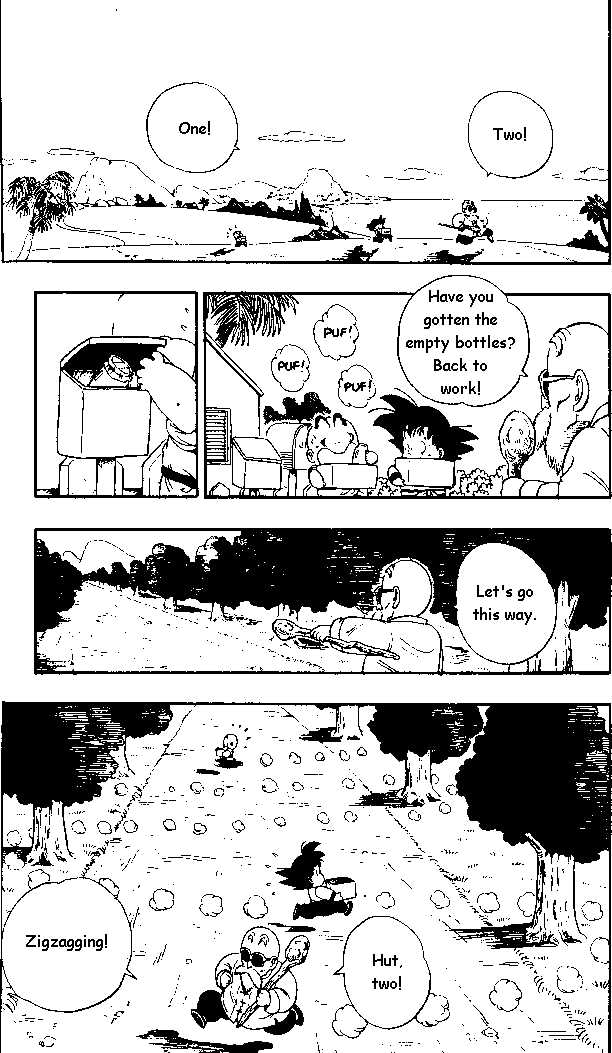 One!
Two!
Have you
gotten the
empty bottles?
Back to
work!
PUF!
PUF!
PUF!
Let's go
this way.
Zigzagging!
Hut,
two!